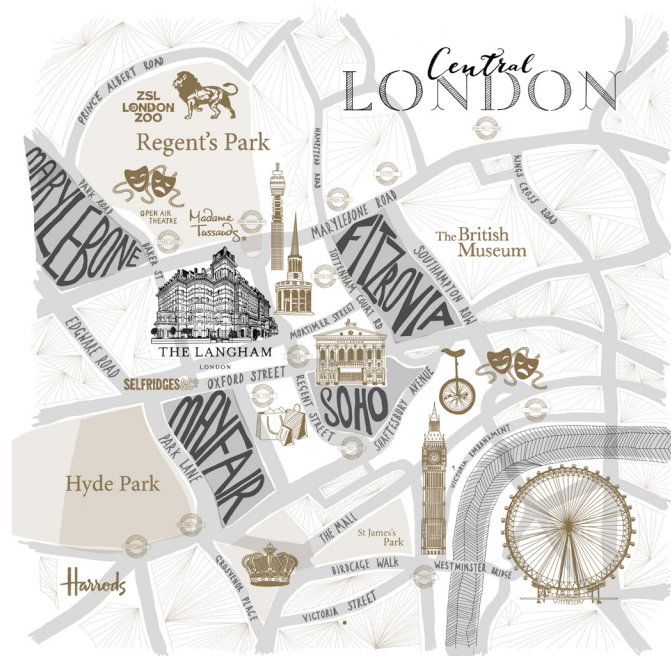 Central
LONDON
PRINCE ALBERT ROAD
ZSL
LONDON
ZOO
Regent's Park
HAMPSTEAD ROAD
KINGS CROSS ROAD
MARYLEBONE
PARK ROAD
OPEN AIR
THEATRE
Madame
Tussauds
MARYLEBONE ROAD
FITZROVIA
SOUTHAMPTON ROW
The British
Museum
BAKER ST
TOTTENHAM COURT RD
MORTIMER STREET
THE LANGHAM
LONDON
EDGWARE ROAD
SELFRIDGES&CO
OXFORD STREET
REGENT STREET
SOHO
SHAFTESBURY AVENUE
MAYFAIR
PARK LANE
VICTORIA EMBANKMENT
Hyde Park
THE MALL
St James's
Park
BIRDCAGE WALK
WESTMINSTER BRIDGE
Harrods
GROSVENOR PLACE
VICTORIA STREET